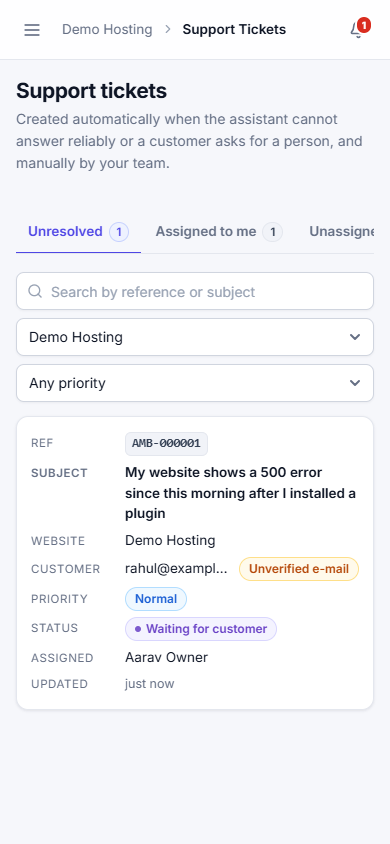 Demo Hosting > Support Tickets
1
Support tickets
Created automatically when the assistant cannot
answer reliably or a customer asks for a person, and
manually by your team.
Unresolved 1 Assigned to me 1 Unassigne
Search by reference or subject
Demo Hosting
Any priority
REF AMB-000001
SUBJECT My website shows a 500 error
since this morning after I installed a
plugin
WEBSITE Demo Hosting
CUSTOMER rahul@exampl... Unverified e-mail
PRIORITY Normal
STATUS Waiting for customer
ASSIGNED Aarav Owner
UPDATED just now